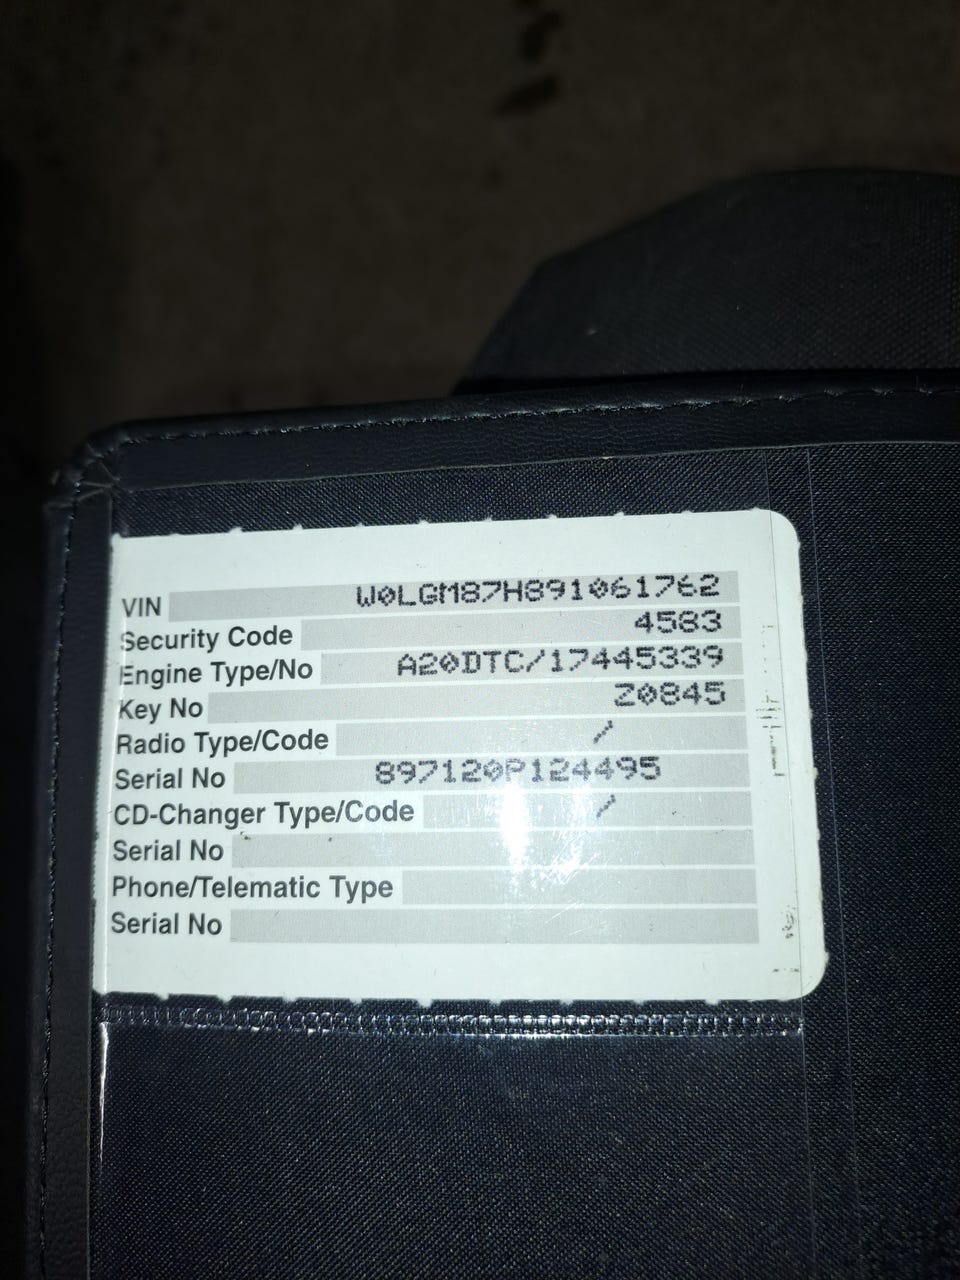 VIN W0LGM87H891061762
Security Code 4583
Engine Type/No A20DTC/17445339
Key No Z0845
Radio Type/Code /
Serial No 897120P124495
CD-Changer Type/Code /
Serial No
Phone/Telematic Type
Serial No